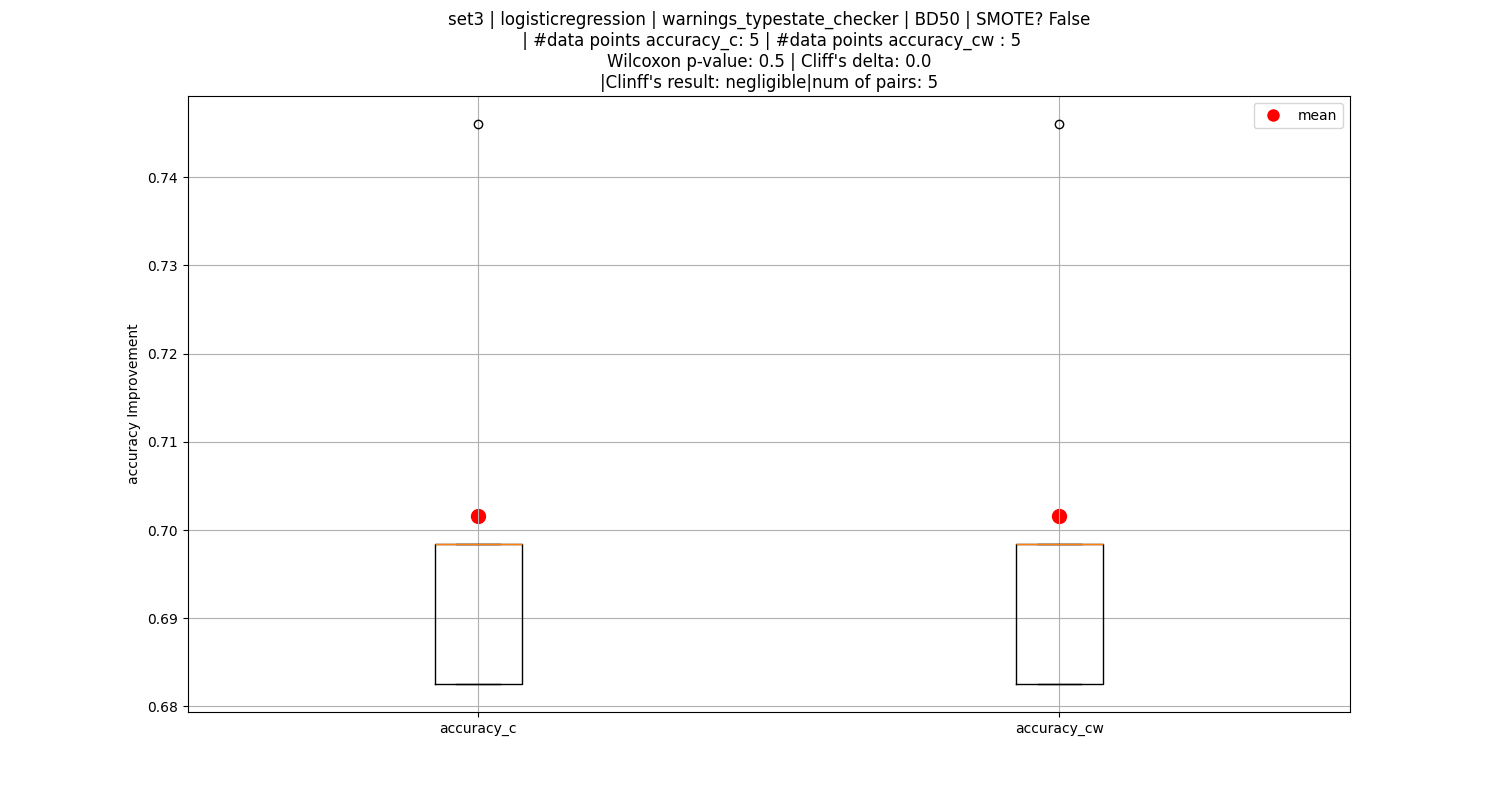 set3 | logisticregression | warnings_typestate_checker | BD50 | SMOTE? False
| #data points accuracy_c: 5 | #data points accuracy_cw : 5
Wilcoxon p-value: 0.5 | Cliff's delta: 0.0
|Clinff's result: negligible|num of pairs: 5
mean
0.74
0.73
0.72
0.71
0.70
0.69
0.68
accuracy Improvement
accuracy_c
accuracy_cw